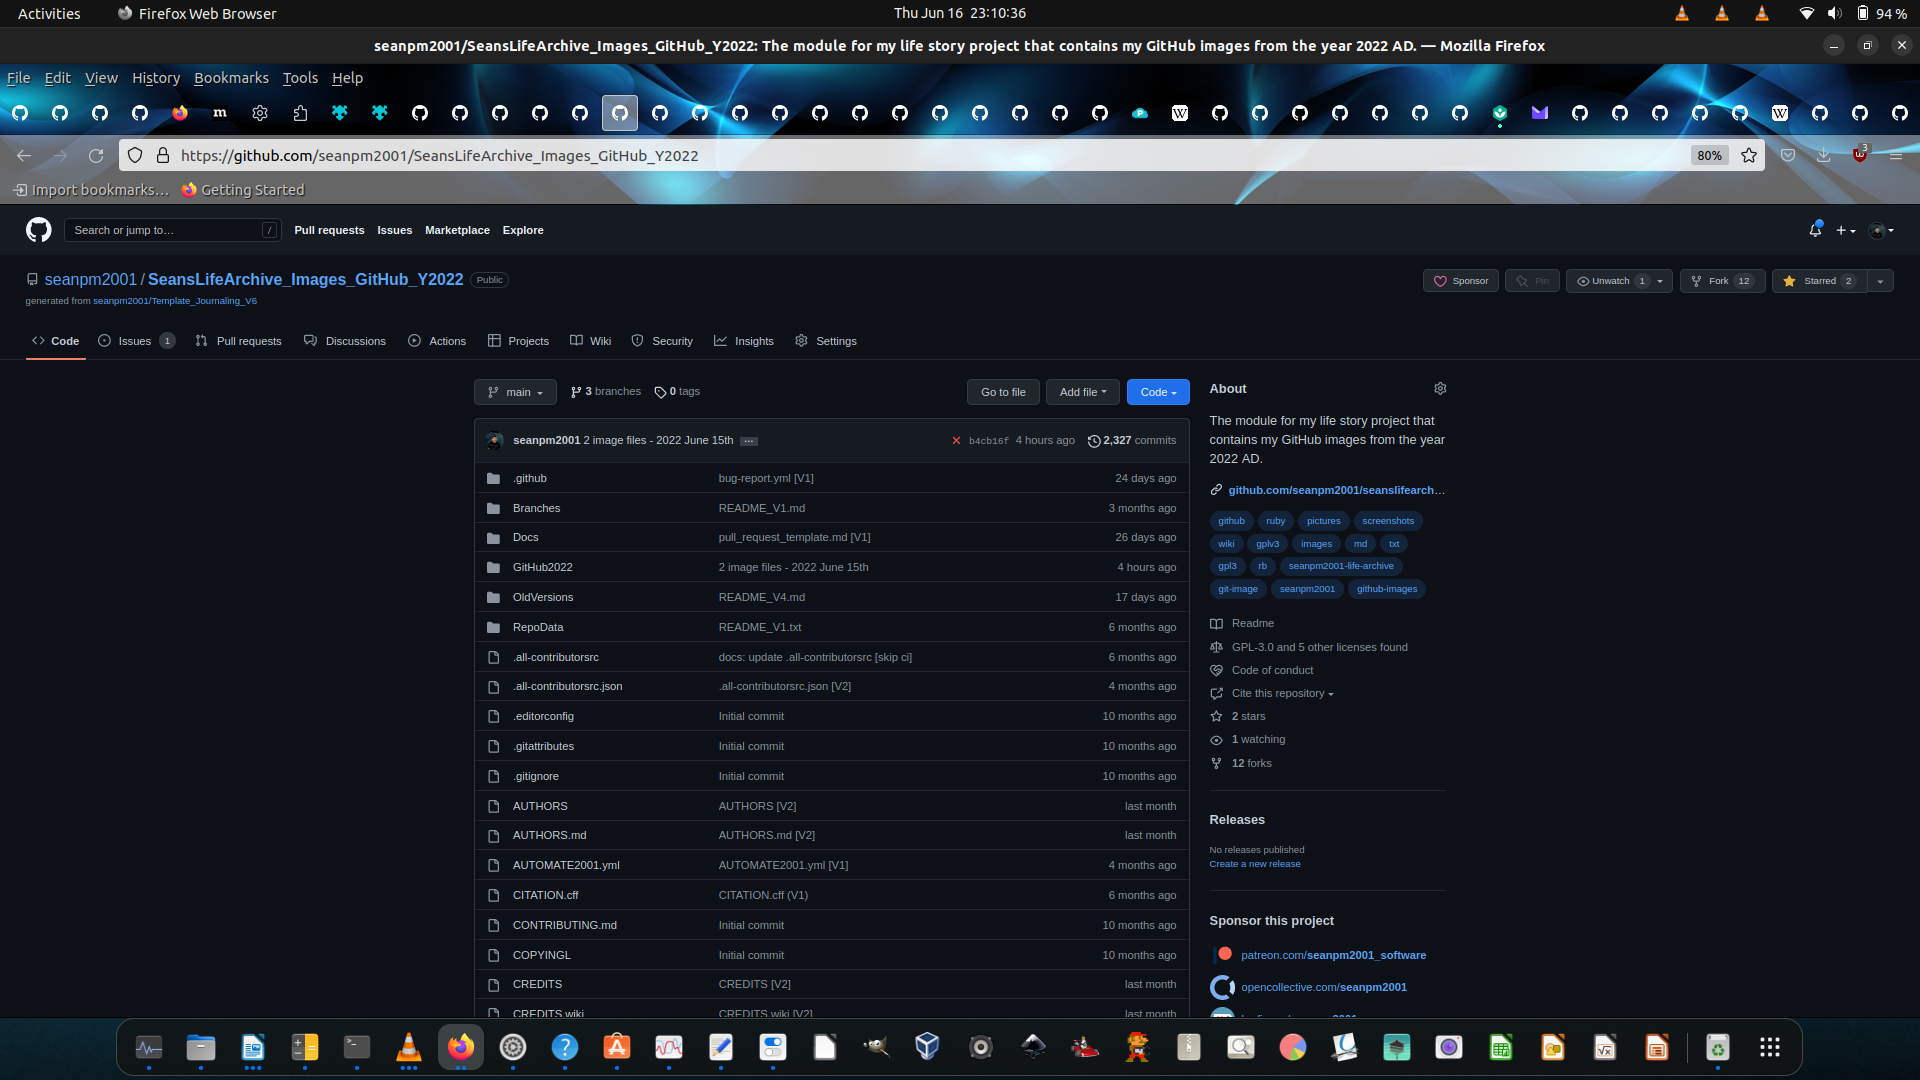 Activities Firefox Web Browser Thu Jun 16 23:10:36 94 %
seanpm2001/SeansLifeArchive_Images_GitHub_Y2022: The module for my life story project that contains my GitHub images from the year 2022 AD. — Mozilla Firefox
File Edit View History Bookmarks Tools Help
https://github.com/seanpm2001/SeansLifeArchive_Images_GitHub_Y2022 80% 3
Import bookmarks… Getting Started
Search or jump to… / Pull requests Issues Marketplace Explore
seanpm2001 / SeansLifeArchive_Images_GitHub_Y2022 Public Sponsor Pin Unwatch 1 Fork 12 Starred 2
generated from seanpm2001/Template_Journaling_V6
Code Issues 1 Pull requests Discussions Actions Projects Wiki Security Insights Settings
main 3 branches 0 tags Go to file Add file Code
seanpm2001 2 image files - 2022 June 15th ... b4cb16f 4 hours ago 2,327 commits
.github bug-report.yml [V1] 24 days ago
Branches README_V1.md 3 months ago
Docs pull_request_template.md [V1] 26 days ago
GitHub2022 2 image files - 2022 June 15th 4 hours ago
OldVersions README_V4.md 17 days ago
RepoData README_V1.txt 6 months ago
.all-contributorsrc docs: update .all-contributorsrc [skip ci] 6 months ago
.all-contributorsrc.json .all-contributorsrc.json [V2] 4 months ago
.editorconfig Initial commit 10 months ago
.gitattributes Initial commit 10 months ago
.gitignore Initial commit 10 months ago
AUTHORS AUTHORS [V2] last month
AUTHORS.md AUTHORS.md [V2] last month
AUTOMATE2001.yml AUTOMATE2001.yml [V1] 4 months ago
CITATION.cff CITATION.cff (V1) 6 months ago
CONTRIBUTING.md Initial commit 10 months ago
COPYINGL Initial commit 10 months ago
CREDITS CREDITS [V2] last month
CREDITS.wiki CREDITS.wiki [V2] last month
About
The module for my life story project that
contains my GitHub images from the year
2022 AD.
github.com/seanpm2001/seanslifearch…
github ruby pictures screenshots
wiki gplv3 images md txt
gpl3 rb seanpm2001-life-archive
git-image seanpm2001 github-images
Readme
GPL-3.0 and 5 other licenses found
Code of conduct
Cite this repository
2 stars
1 watching
12 forks
Releases
No releases published
Create a new release
Sponsor this project
patreon.com/seanpm2001_software
opencollective.com/seanpm2001